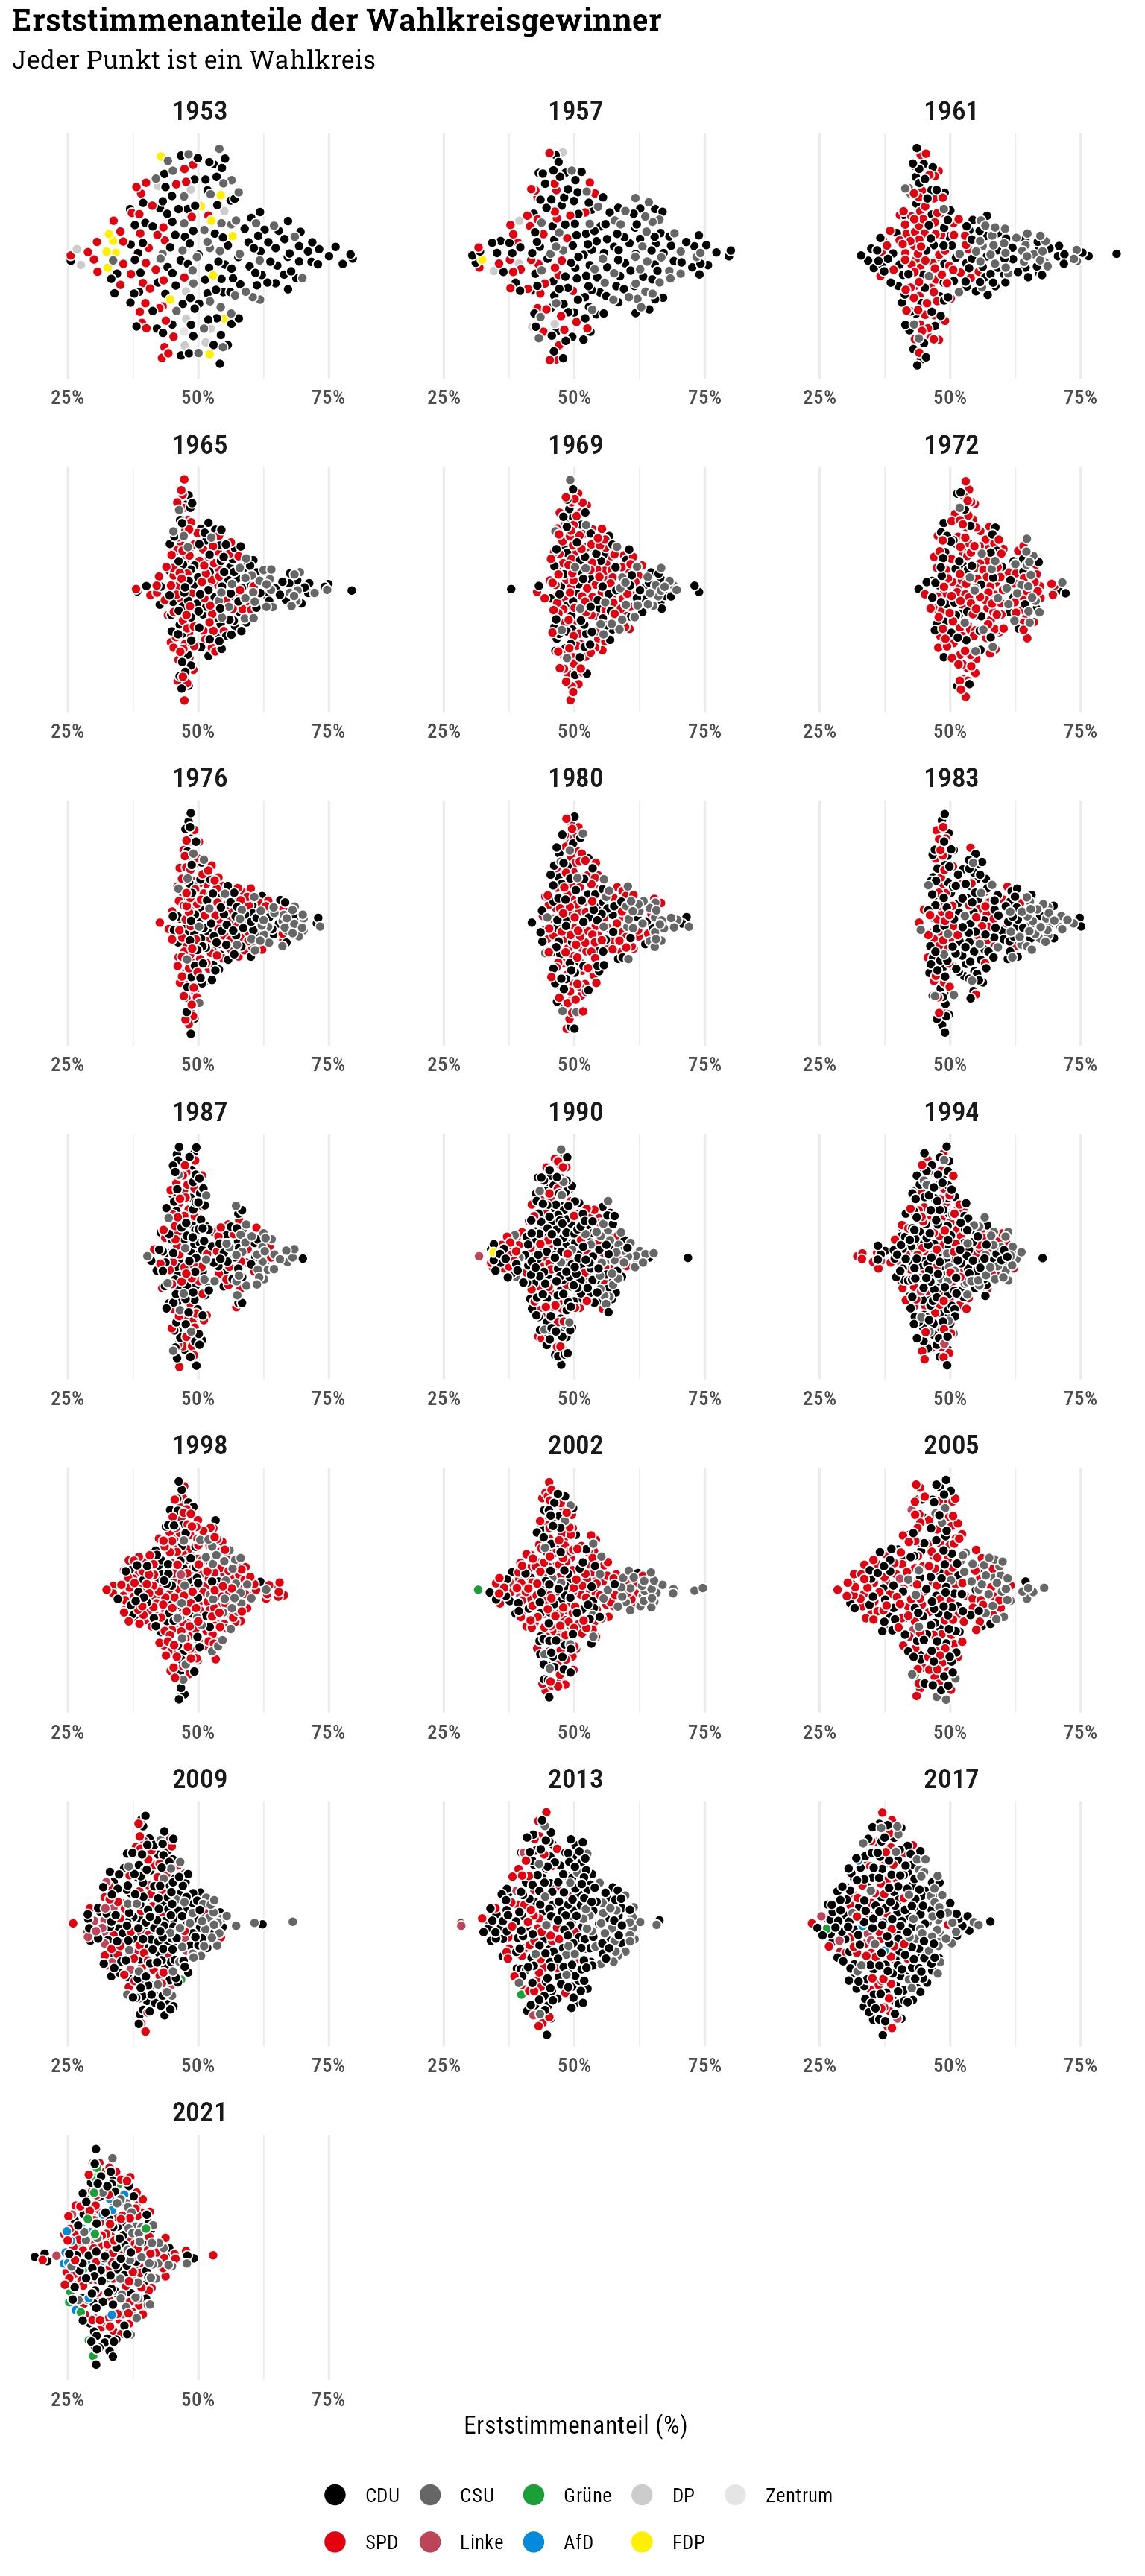 Erststimmenanteile der Wahlkreisgewinner
Jeder Punkt ist ein Wahlkreis
1953 1957 1961
25% 50% 75% 25% 50% 75% 25% 50% 75%
1965 1969 1972
25% 50% 75% 25% 50% 75% 25% 50% 75%
1976 1980 1983
25% 50% 75% 25% 50% 75% 25% 50% 75%
1987 1990 1994
25% 50% 75% 25% 50% 75% 25% 50% 75%
1998 2002 2005
25% 50% 75% 25% 50% 75% 25% 50% 75%
2009 2013 2017
25% 50% 75% 25% 50% 75% 25% 50% 75%
2021
25% 50% 75%
Erststimmenanteil (%)
CDU CSU Grüne DP Zentrum
SPD Linke AfD FDP